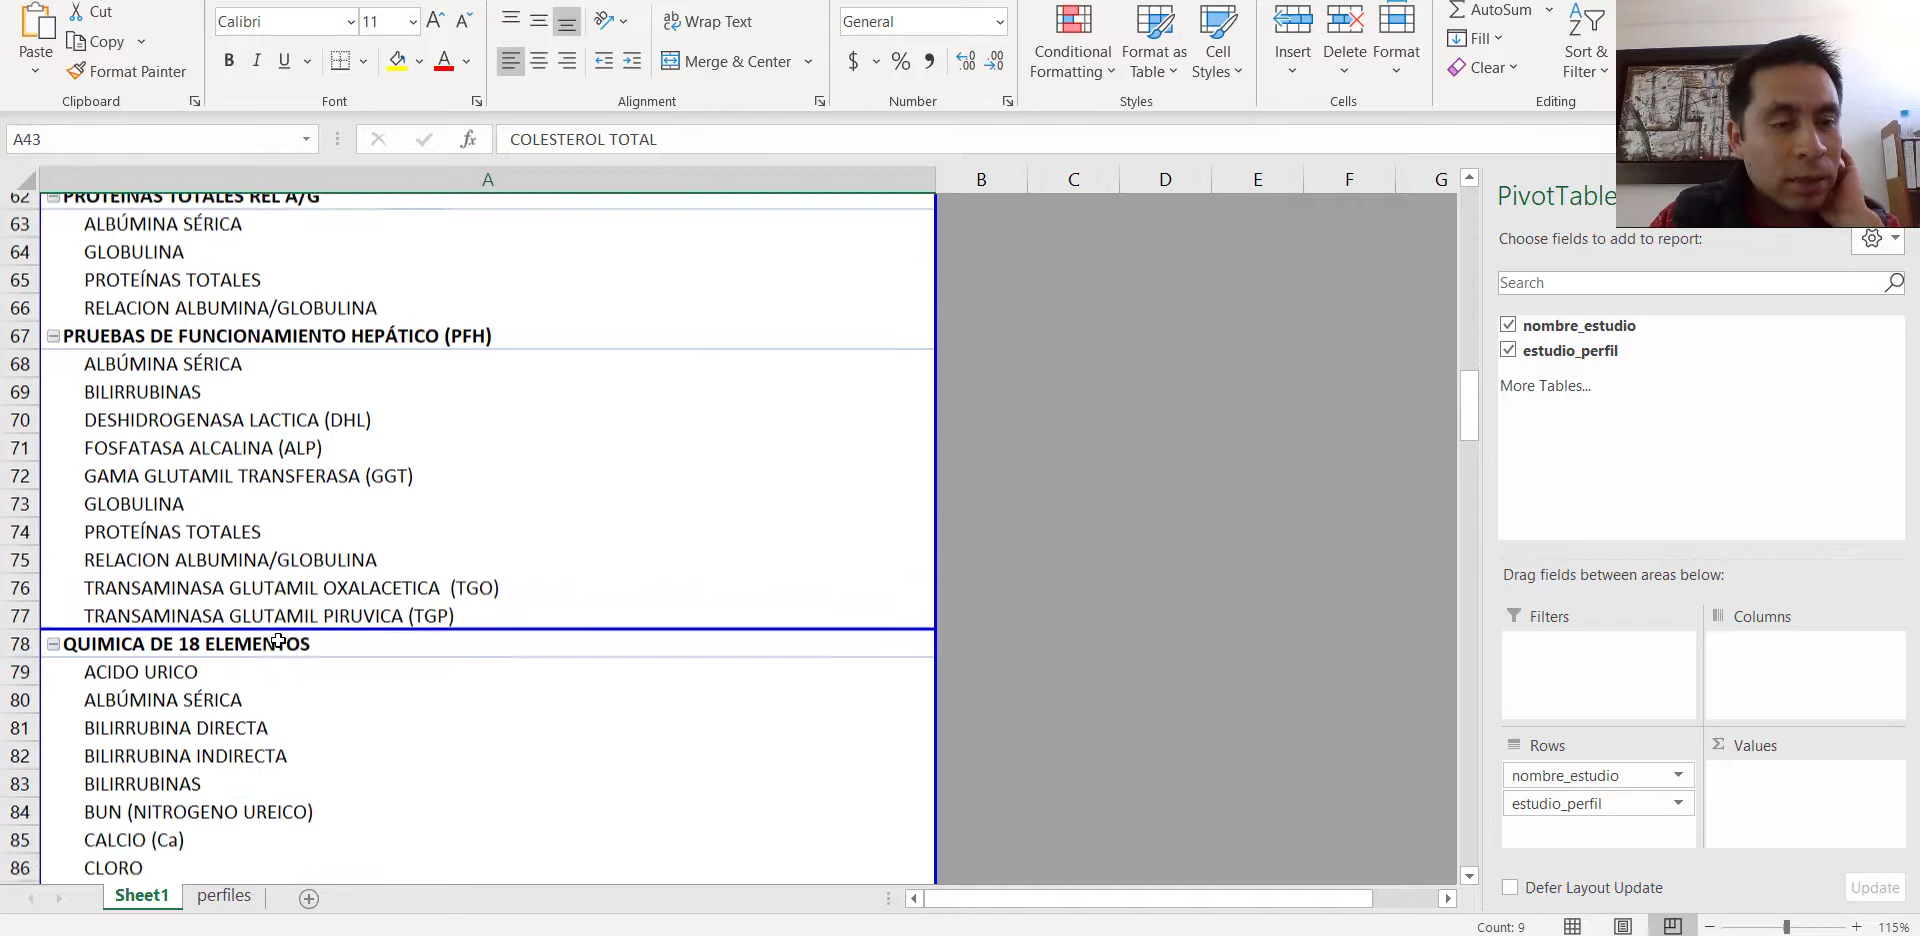 Cut
Copy
Paste
Format Painter
Clipboard
Calibri
11
A A
B I U A
Font
ab Wrap Text
Merge & Center
Alignment
General
$ % 9 .00 .00
Number
Conditional Formatting
Format as Table
Cell Styles
Styles
Insert
Delete
Format
Cells
Σ AutoSum
Fill
Clear
Sort & Filter
Editing
A43
fx
COLESTEROL TOTAL
A B C D E F G
62 PROTEINAS TOTALES REL A/G
63 ALBÚMINA SÉRICA
64 GLOBULINA
65 PROTEÍNAS TOTALES
66 RELACION ALBUMINA/GLOBULINA
67 PRUEBAS DE FUNCIONAMIENTO HEPÁTICO (PFH)
68 ALBÚMINA SÉRICA
69 BILIRRUBINAS
70 DESHIDROGENASA LACTICA (DHL)
71 FOSFATASA ALCALINA (ALP)
72 GAMA GLUTAMIL TRANSFERASA (GGT)
73 GLOBULINA
74 PROTEÍNAS TOTALES
75 RELACION ALBUMINA/GLOBULINA
76 TRANSAMINASA GLUTAMIL OXALACETICA (TGO)
77 TRANSAMINASA GLUTAMIL PIRUVICA (TGP)
78 QUIMICA DE 18 ELEMENTOS
79 ACIDO URICO
80 ALBÚMINA SÉRICA
81 BILIRRUBINA DIRECTA
82 BILIRRUBINA INDIRECTA
83 BILIRRUBINAS
84 BUN (NITROGENO UREICO)
85 CALCIO (Ca)
86 CLORO
Sheet1
perfiles
PivotTable
Choose fields to add to report:
Search
nombre_estudio
estudio_perfil
More Tables...
Drag fields between areas below:
Filters
Columns
Rows
Σ Values
nombre_estudio
estudio_perfil
Defer Layout Update
Update
Count: 9
115%